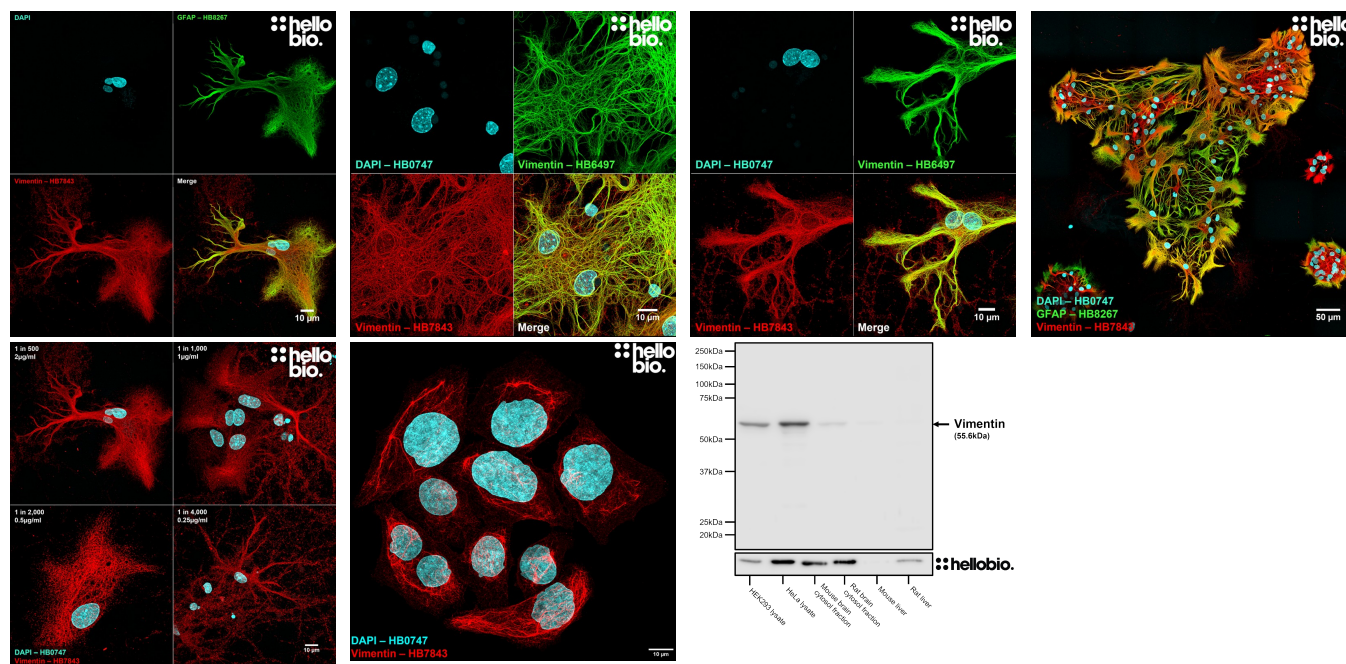 DAPI
GFAP – HB8267
hello
bio.
Vimentin – HB7843
Merge
10 µm
hello
bio.
DAPI – HB0747
Vimentin – HB6497
Vimentin – HB7843
Merge
10 µm
hello
bio.
DAPI – HB0747
Vimentin – HB6497
Vimentin – HB7843
Merge
10 µm
hello
bio.
DAPI – HB0747
GFAP – HB8267
Vimentin – HB7843
50 µm
1 in 500
2µg/ml
1 in 1,000
1µg/ml
hello
bio.
1 in 2,000
0.5µg/ml
1 in 4,000
0.25µg/ml
DAPI – HB0747
Vimentin – HB7843
10 µm
hello
bio.
DAPI – HB0747
Vimentin – HB7843
10 µm
250kDa
150kDa
100kDa
75kDa
50kDa
37kDa
25kDa
20kDa
Vimentin
(55.6kDa)
hellobio.
HEK293 lysate
HeLa lysate
Mouse brain
cytosol fraction
Rat brain
cytosol fraction
Mouse liver
Rat liver